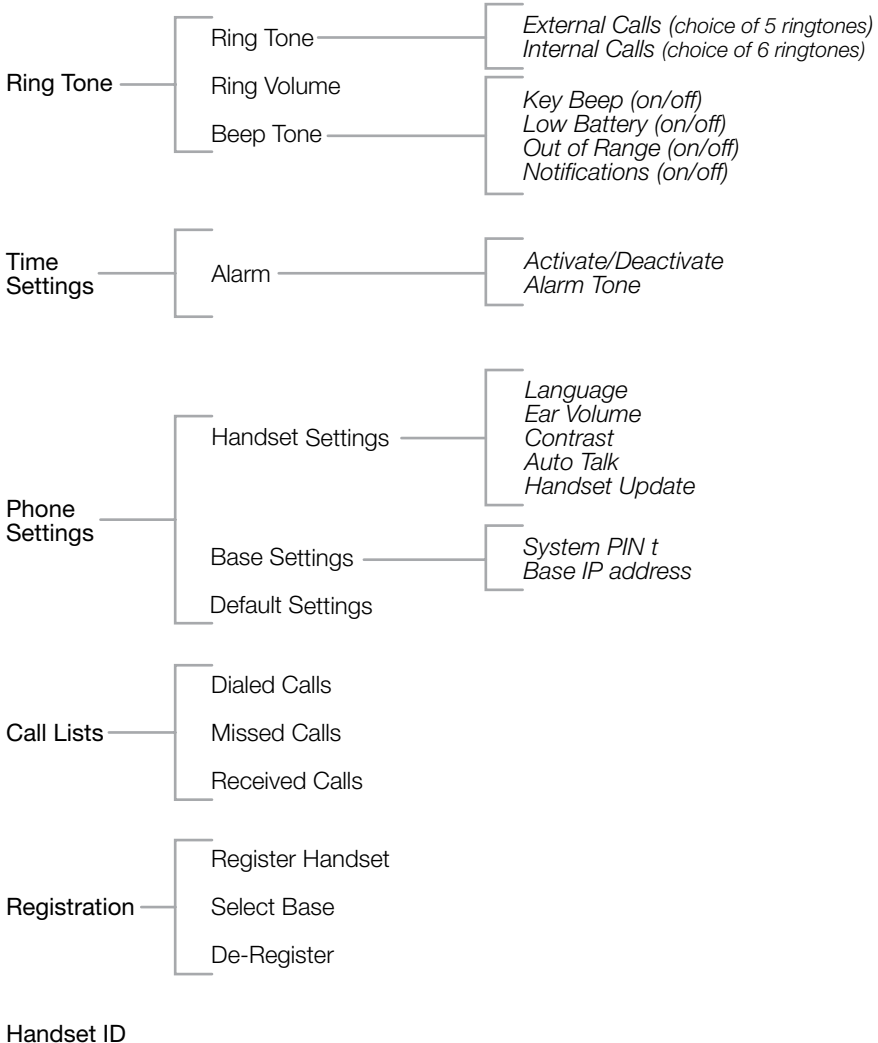 Ring Tone
Ring Tone
External Calls (choice of 5 ringtones)
Internal Calls (choice of 6 ringtones)
Ring Volume
Beep Tone
Key Beep (on/off)
Low Battery (on/off)
Out of Range (on/off)
Notifications (on/off)
Time
Settings
Alarm
Activate/Deactivate
Alarm Tone
Phone
Settings
Handset Settings
Language
Ear Volume
Contrast
Auto Talk
Handset Update
Base Settings
System PIN t
Base IP address
Default Settings
Call Lists
Dialed Calls
Missed Calls
Received Calls
Registration
Register Handset
Select Base
De-Register
Handset ID